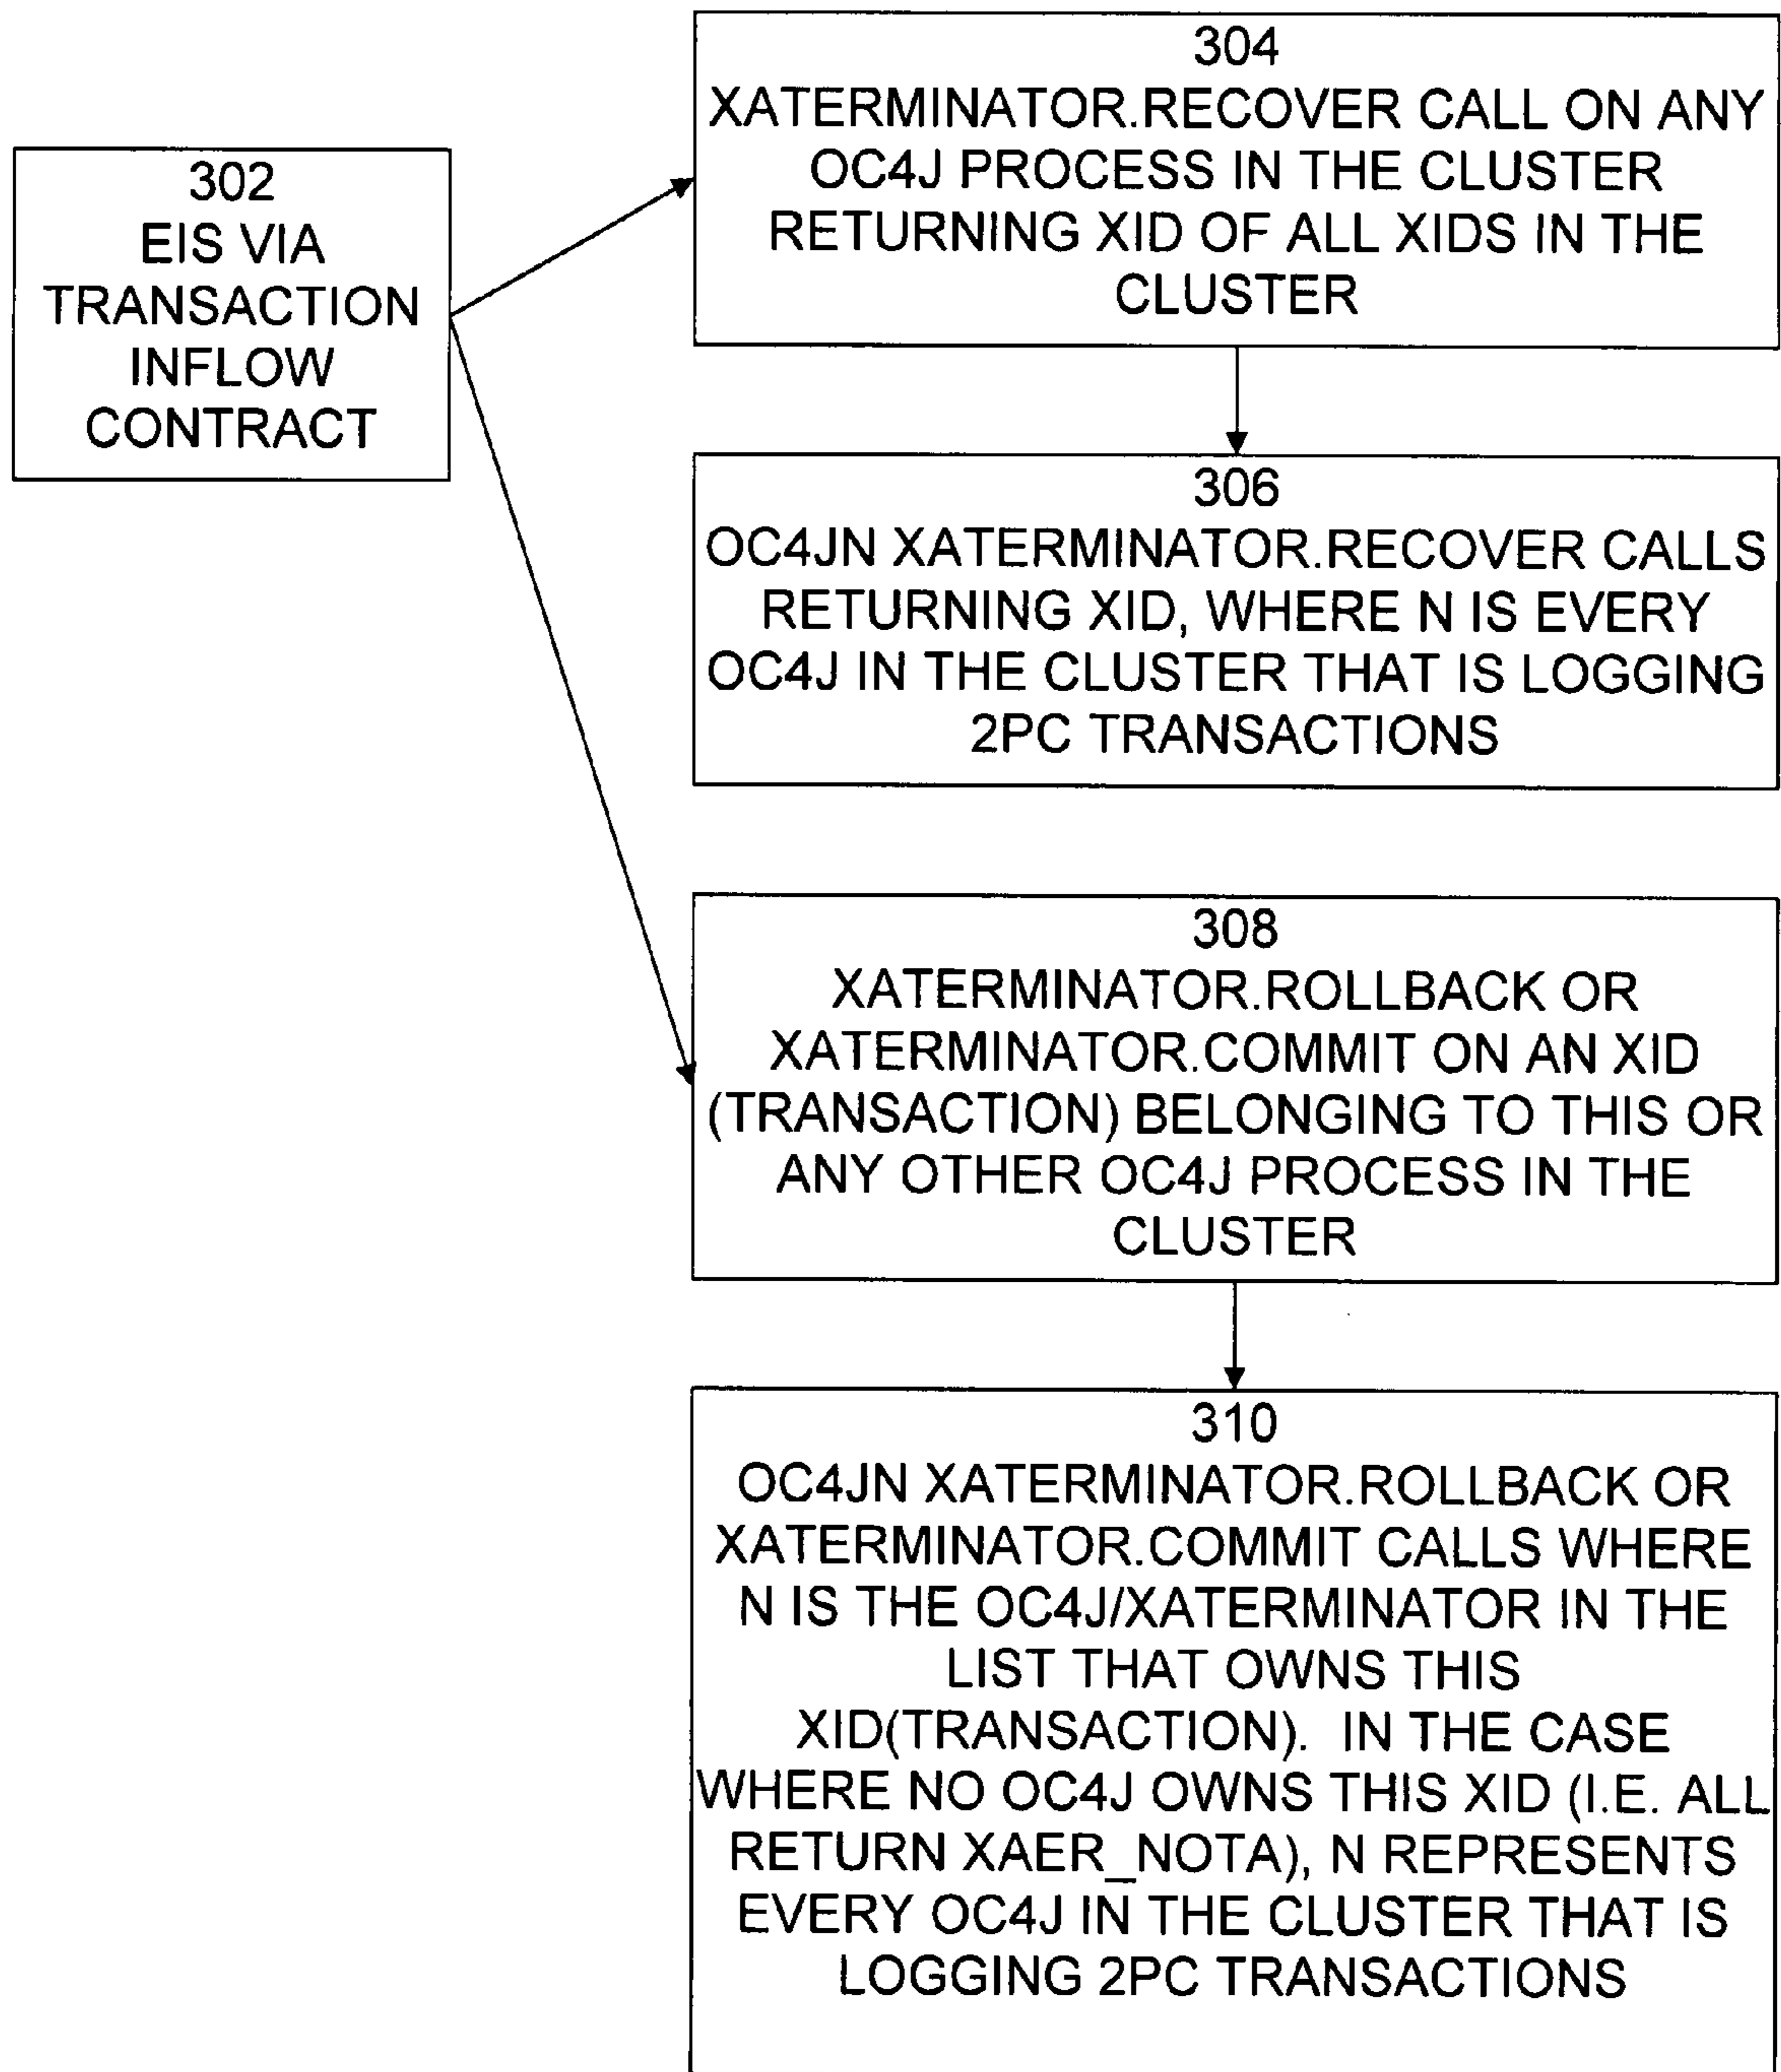 302
EIS VIA
TRANSACTION
INFLOW
CONTRACT
304
XATERMINATOR.RECOVER CALL ON ANY
OC4J PROCESS IN THE CLUSTER
RETURNING XID OF ALL XIDS IN THE
CLUSTER
306
OC4JN XATERMINATOR.RECOVER CALLS
RETURNING XID, WHERE N IS EVERY
OC4J IN THE CLUSTER THAT IS LOGGING
2PC TRANSACTIONS
308
XATERMINATOR.ROLLBACK OR
XATERMINATOR.COMMIT ON AN XID
(TRANSACTION) BELONGING TO THIS OR
ANY OTHER OC4J PROCESS IN THE
CLUSTER
310
OC4JN XATERMINATOR.ROLLBACK OR
XATERMINATOR.COMMIT CALLS WHERE
N IS THE OC4J/XATERMINATOR IN THE
LIST THAT OWNS THIS
XID(TRANSACTION). IN THE CASE
WHERE NO OC4J OWNS THIS XID (I.E. ALL
RETURN XAER_NOTA), N REPRESENTS
EVERY OC4J IN THE CLUSTER THAT IS
LOGGING 2PC TRANSACTIONS